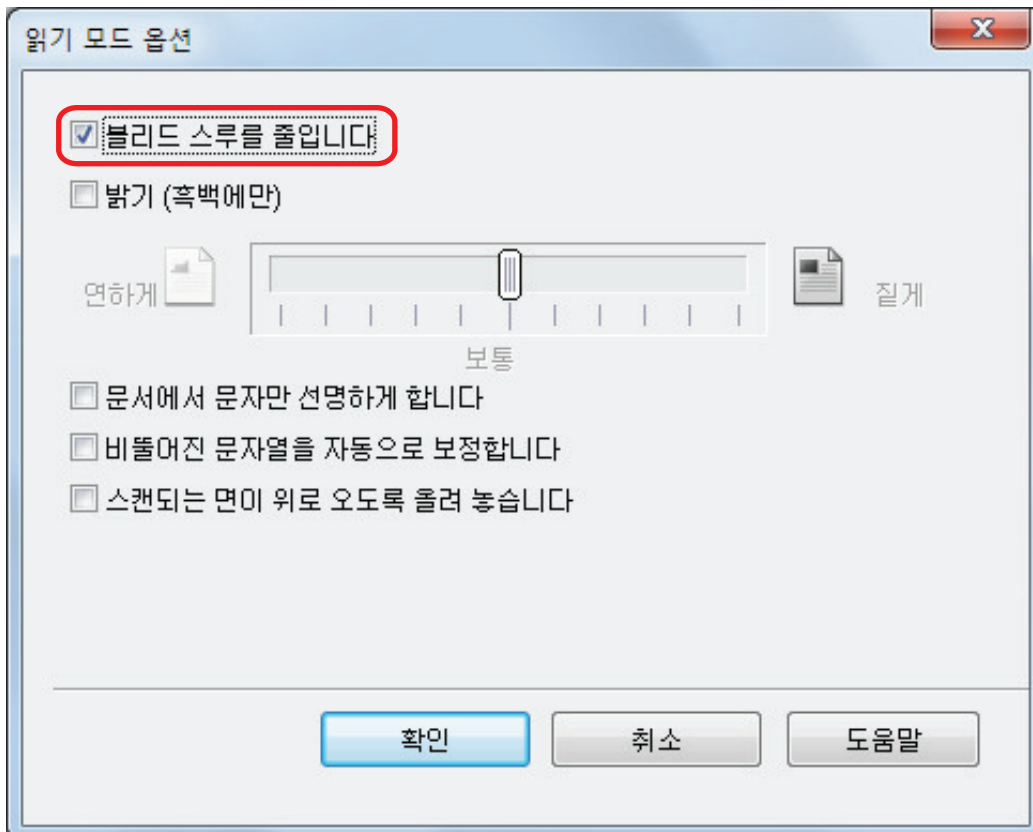 읽기 모드 옵션
블리드 스루를 줄입니다
밝기 (흑백에만)
연하게
짙게
보통
문서에서 문자만 선명하게 합니다
비뚤어진 문자열을 자동으로 보정합니다
스캔되는 면이 위로 오도록 올려 놓습니다
확인
취소
도움말